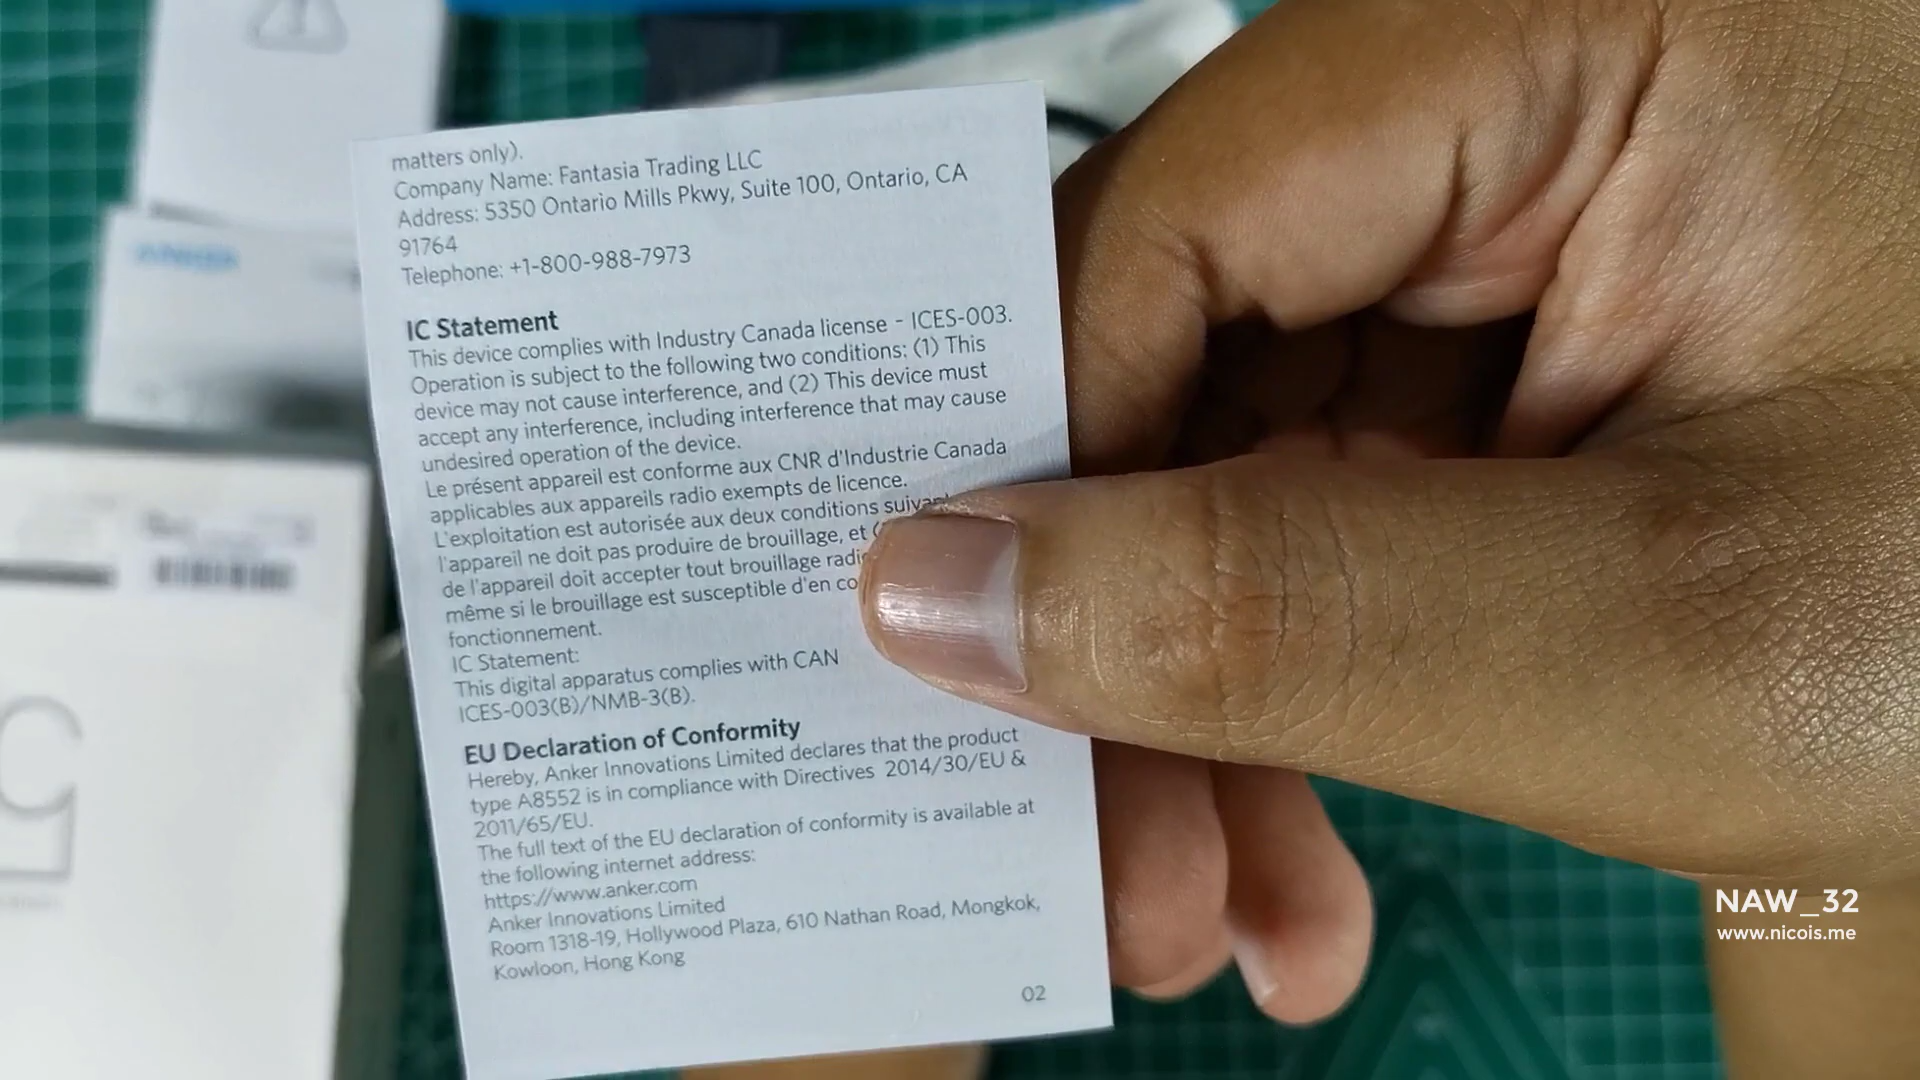 matters only).
Company Name: Fantasia Trading LLC
Address: 5350 Ontario Mills Pkwy, Suite 100, Ontario, CA
91764
Telephone: +1-800-988-7973
IC Statement
This device complies with Industry Canada license - ICES-003.
Operation is subject to the following two conditions: (1) This
device may not cause interference, and (2) This device must
accept any interference, including interference that may cause
undesired operation of the device.
Le présent appareil est conforme aux CNR d'Industrie Canada
applicables aux appareils radio exempts de licence.
L'exploitation est autorisée aux deux conditions
l'appareil ne doit pas produire de brouillage, et
de l'appareil doit accepter tout brouillage
même si le brouillage est susceptible d'en
fonctionnement.
IC Statement:
This digital apparatus complies with CAN
ICES-003(B)/NMB-3(B).
EU Declaration of Conformity
Hereby, Anker Innovations Limited declares that the product
type A8552 is in compliance with Directives 2014/30/EU &
2011/65/EU.
The full text of the EU declaration of conformity is available at
the following internet address:
https://www.anker.com
Anker Innovations Limited
Room 1318-19, Hollywood Plaza, 610 Nathan Road, Mongkok,
Kowloon, Hong Kong
02
ANKER
NAW_32
www.nicois.me